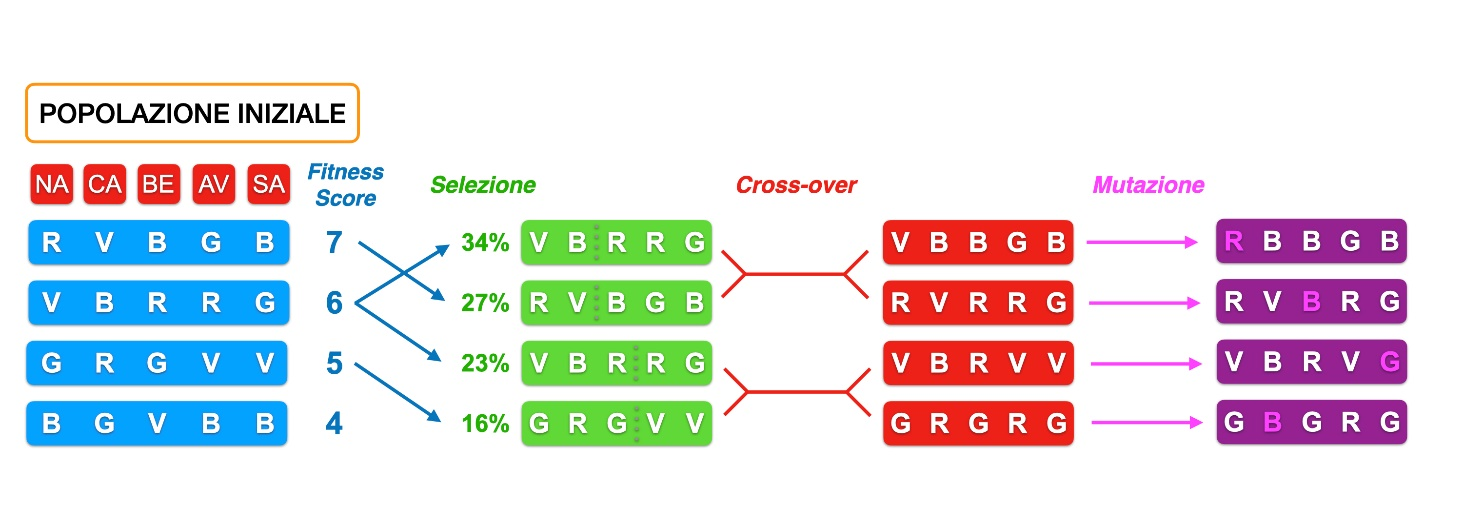 POPOLAZIONE INIZIALE
NA CA BE AV SA
Fitness
Score
Selezione
Cross-over
Mutazione
R V B G B 7 34% V B R R G V B B G B R B B G B
V B R R G 6 27% R V B G B R V R R G R V B R G
G R G V V 5 23% V B R R G V B R V V V B R V G
B G V B B 4 16% G R G V V G R G R G G B G R G